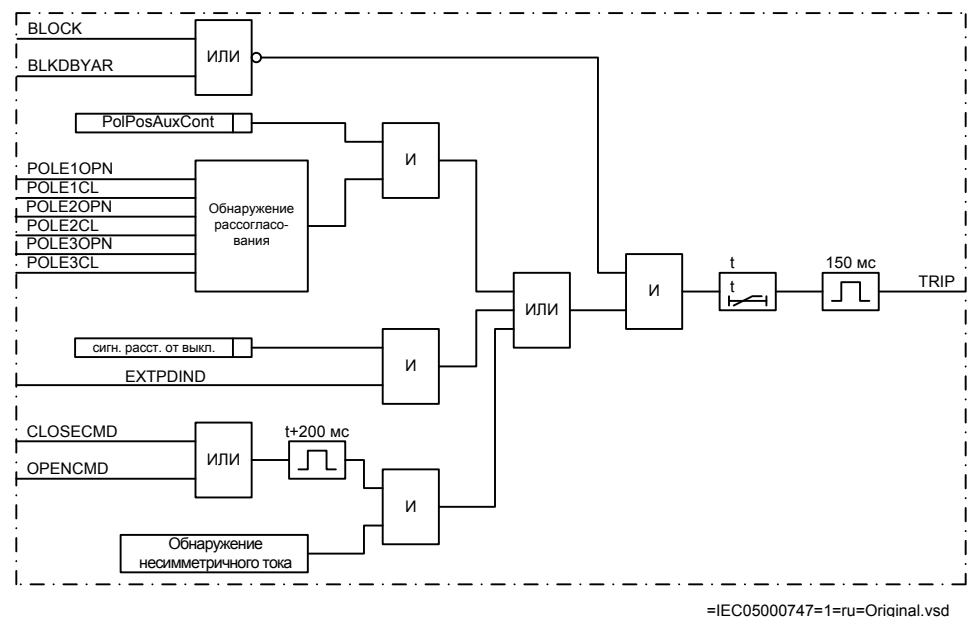 BLOCK
ИЛИ
BLKDBYAR
PolPosAuxCont
И
POLE1OPN
POLE1CL
POLE2OPN
POLE2CL
POLE3OPN
POLE3CL
Обнаружение
рассогласо-
вания
t
t
150 мс
TRIP
И
ИЛИ
сигн. расст. от выкл.
И
EXTPDIND
CLOSECMD
ИЛИ
t+200 мс
OPENCMD
И
Обнаружение
несимметричного тока
=IEC05000747=1=ru=Original.vsd